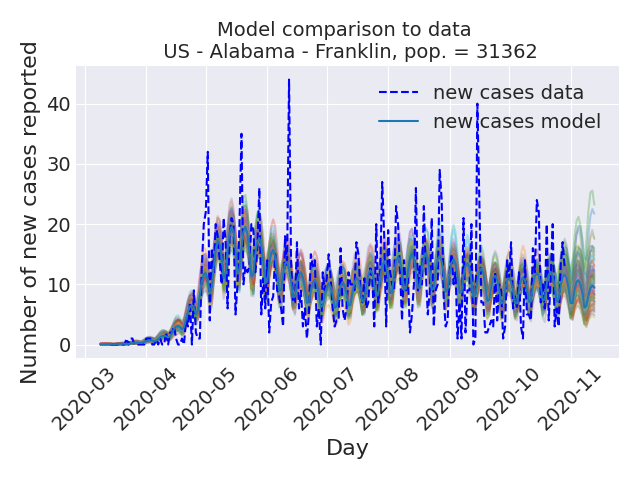 Model comparison to data
US - Alabama - Franklin, pop. = 31362
Number of new cases reported
40
30
20
10
0
new cases data
new cases model
2020-03
2020-04
2020-05
2020-06
2020-07
2020-08
2020-09
2020-10
2020-11
Day